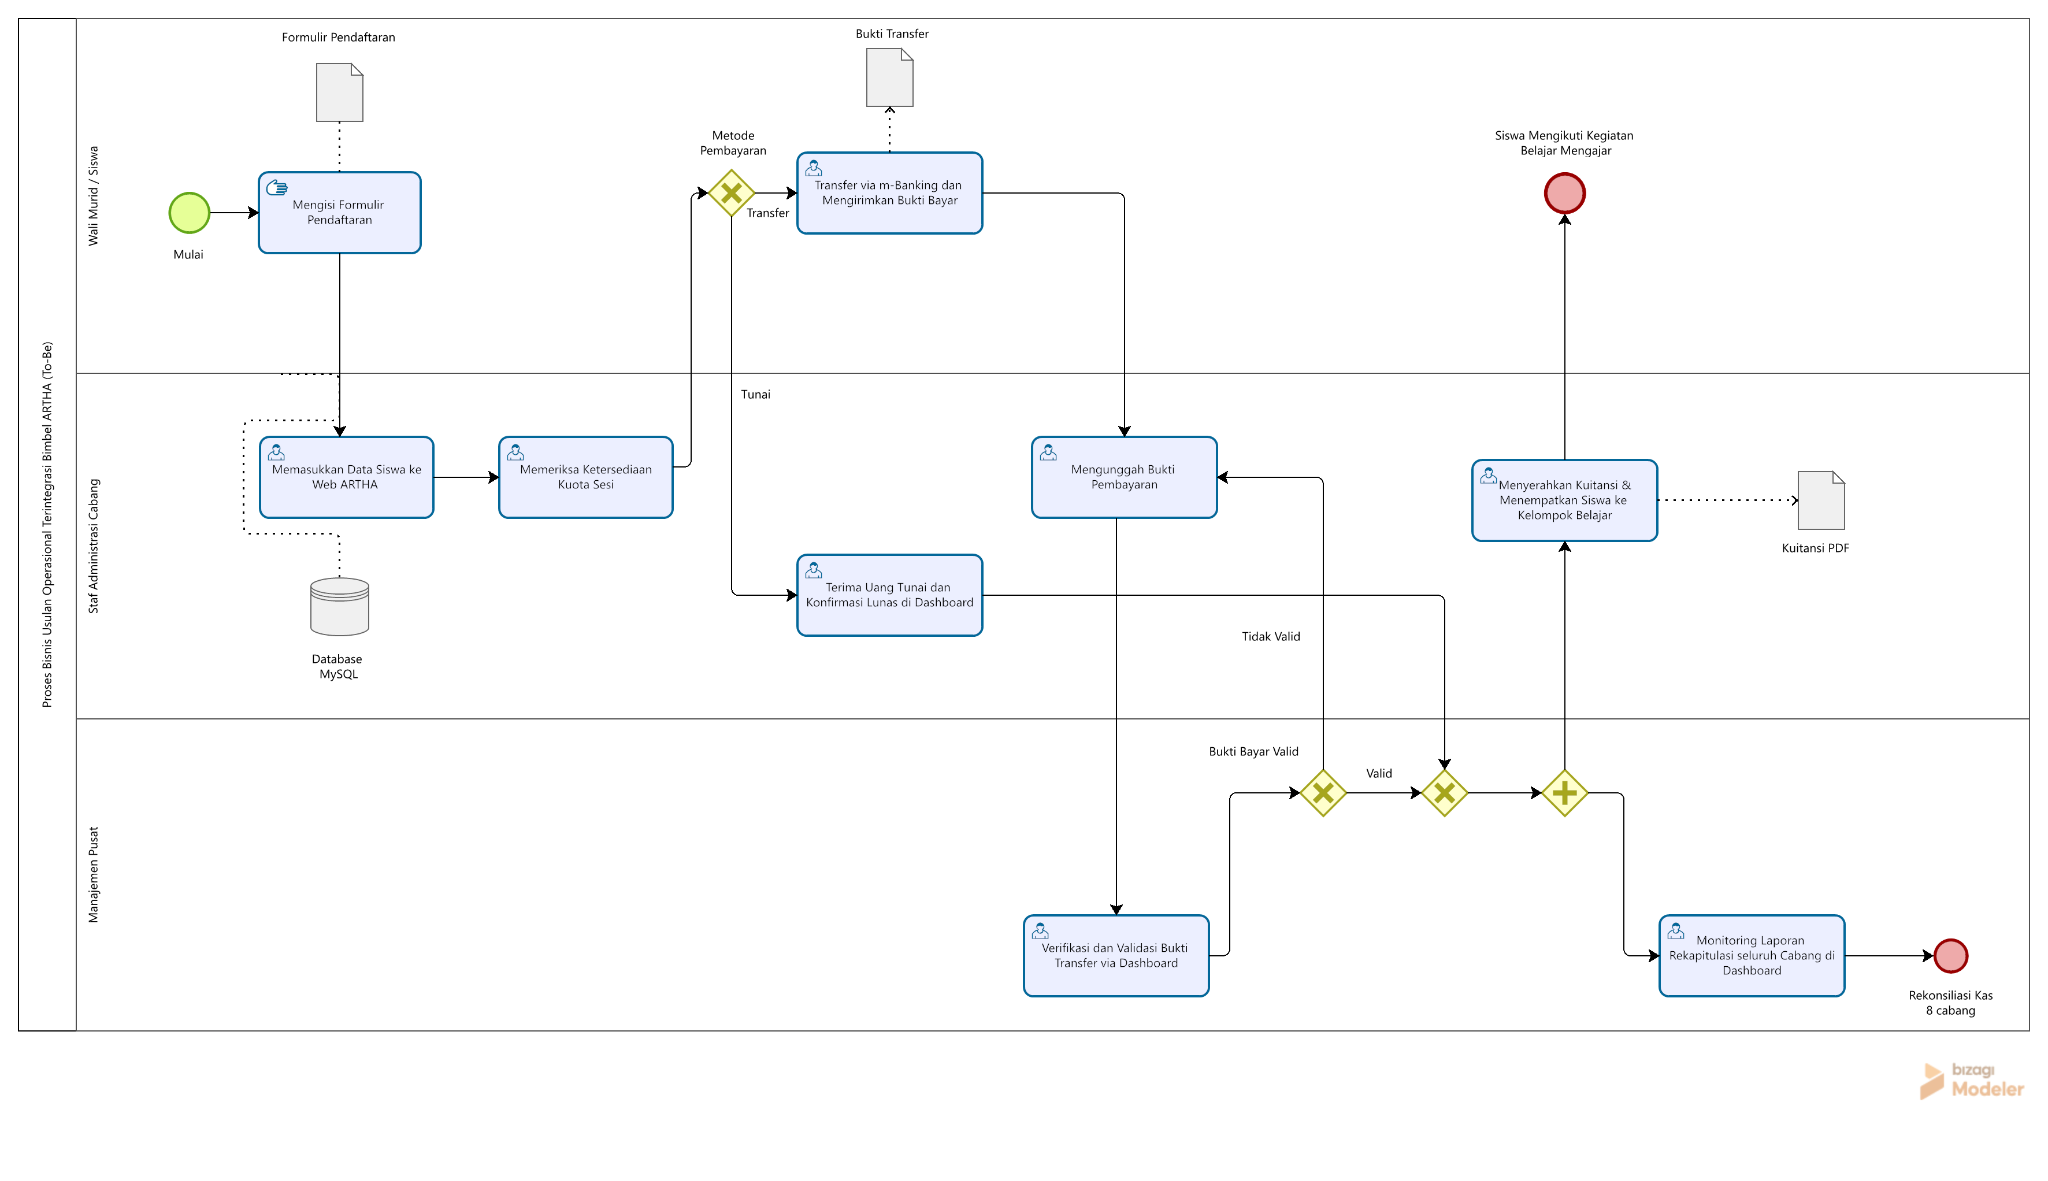 Proses Bisnis Usulan Operasional Terintegrasi Bimbel ARTHA (To-Be)
Wali Murid / Siswa
Formulir Pendaftaran
Mulai
Mengisi Formulir
Pendaftaran
Metode
Pembayaran
Transfer
Tunai
Bukti Transfer
Transfer via m-Banking dan
Mengirimkan Bukti Bayar
Siswa Mengikuti Kegiatan
Belajar Mengajar
Staf Administrasi Cabang
Memasukkan Data Siswa ke
Web ARTHA
Database
MySQL
Memeriksa Ketersediaan
Kuota Sesi
Terima Uang Tunai dan
Konfirmasi Lunas di Dashboard
Mengunggah Bukti
Pembayaran
Tidak Valid
Menyerahkan Kuitansi &
Menempatkan Siswa ke
Kelompok Belajar
Kuitansi PDF
Manajemen Pusat
Verifikasi dan Validasi Bukti
Transfer via Dashboard
Bukti Bayar Valid
Valid
Monitoring Laporan
Rekapitulasi seluruh Cabang di
Dashboard
Rekonsiliasi Kas
8 cabang
bizagi
Modeler